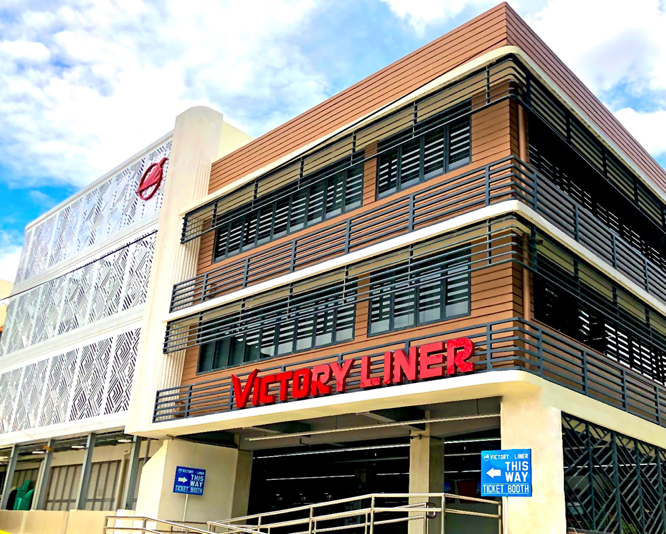 VICTORY LINER
VICTORY LINER
THIS
WAY
TICKET BOOTH
VICTORY LINER
THIS
WAY
TICKET BOOTH